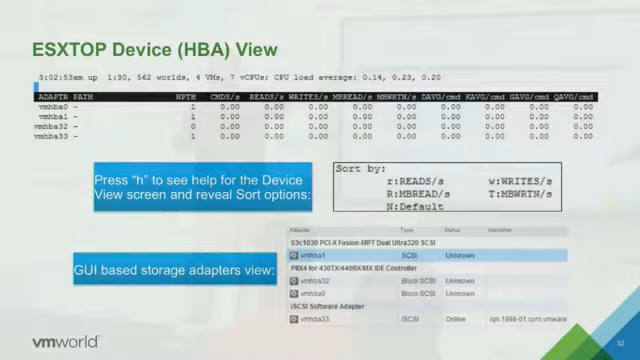 ESXTOP Device (HBA) View
3:02:53am up 1:30, 562 worlds, 4 VMs, 7 vCPUs; CPU load average: 0.14, 0.23, 0.20
ADAPTR PATH NPTH CMDS/s READS/s WRITES/s MBREAD/s MBWRTN/s DAVG/cmd KAVG/cmd GAVG/cmd QAVG/cmd
vmhba0 - 1 0.00 0.00 0.00 0.00 0.00 0.00 0.00 0.00 0.00
vmhba1 - 1 0.00 0.00 0.00 0.00 0.00 0.00 0.00 0.00 0.00
vmhba32 - 0 0.00 0.00 0.00 0.00 0.00 0.00 0.00 0.00 0.00
vmhba33 - 1 0.00 0.00 0.00 0.00 0.00 0.00 0.00 0.00 0.00
Press "h" to see help for the Device
View screen and reveal Sort options:
Sort by:
r:READS/s w:WRITES/s
R:MBREAD/s T:MBWRTN/s
N:Default
GUI based storage adapters view:
Adapter Type Status Identifier
53c1030 PCI-X Fusion-MPT Dual Ultra320 SCSI
vmhba1 SCSI Unknown
PIIX4 for 430TX/440BX/MX IDE Controller
vmhba32 Block SCSI Unknown
vmhba0 Block SCSI Unknown
iSCSI Software Adapter
vmhba33 iSCSI Online iqn.1998-01.com.vmware
vmworld
32